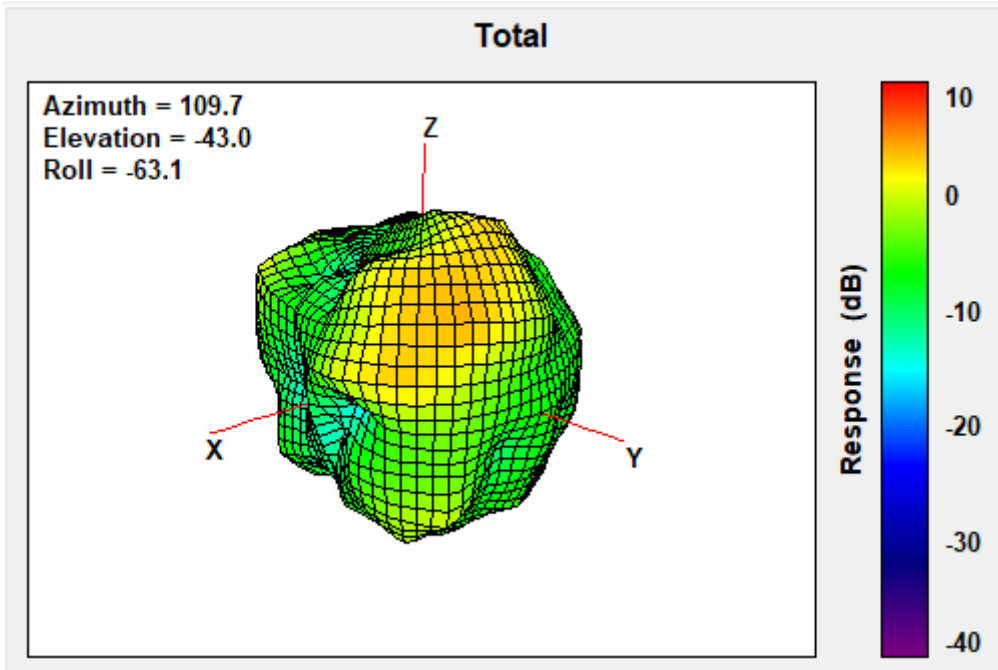 Total
Azimuth = 109.7
Elevation = -43.0
Roll = -63.1
Z
X
Y
10
0
-10
-20
-30
-40
Response (dB)